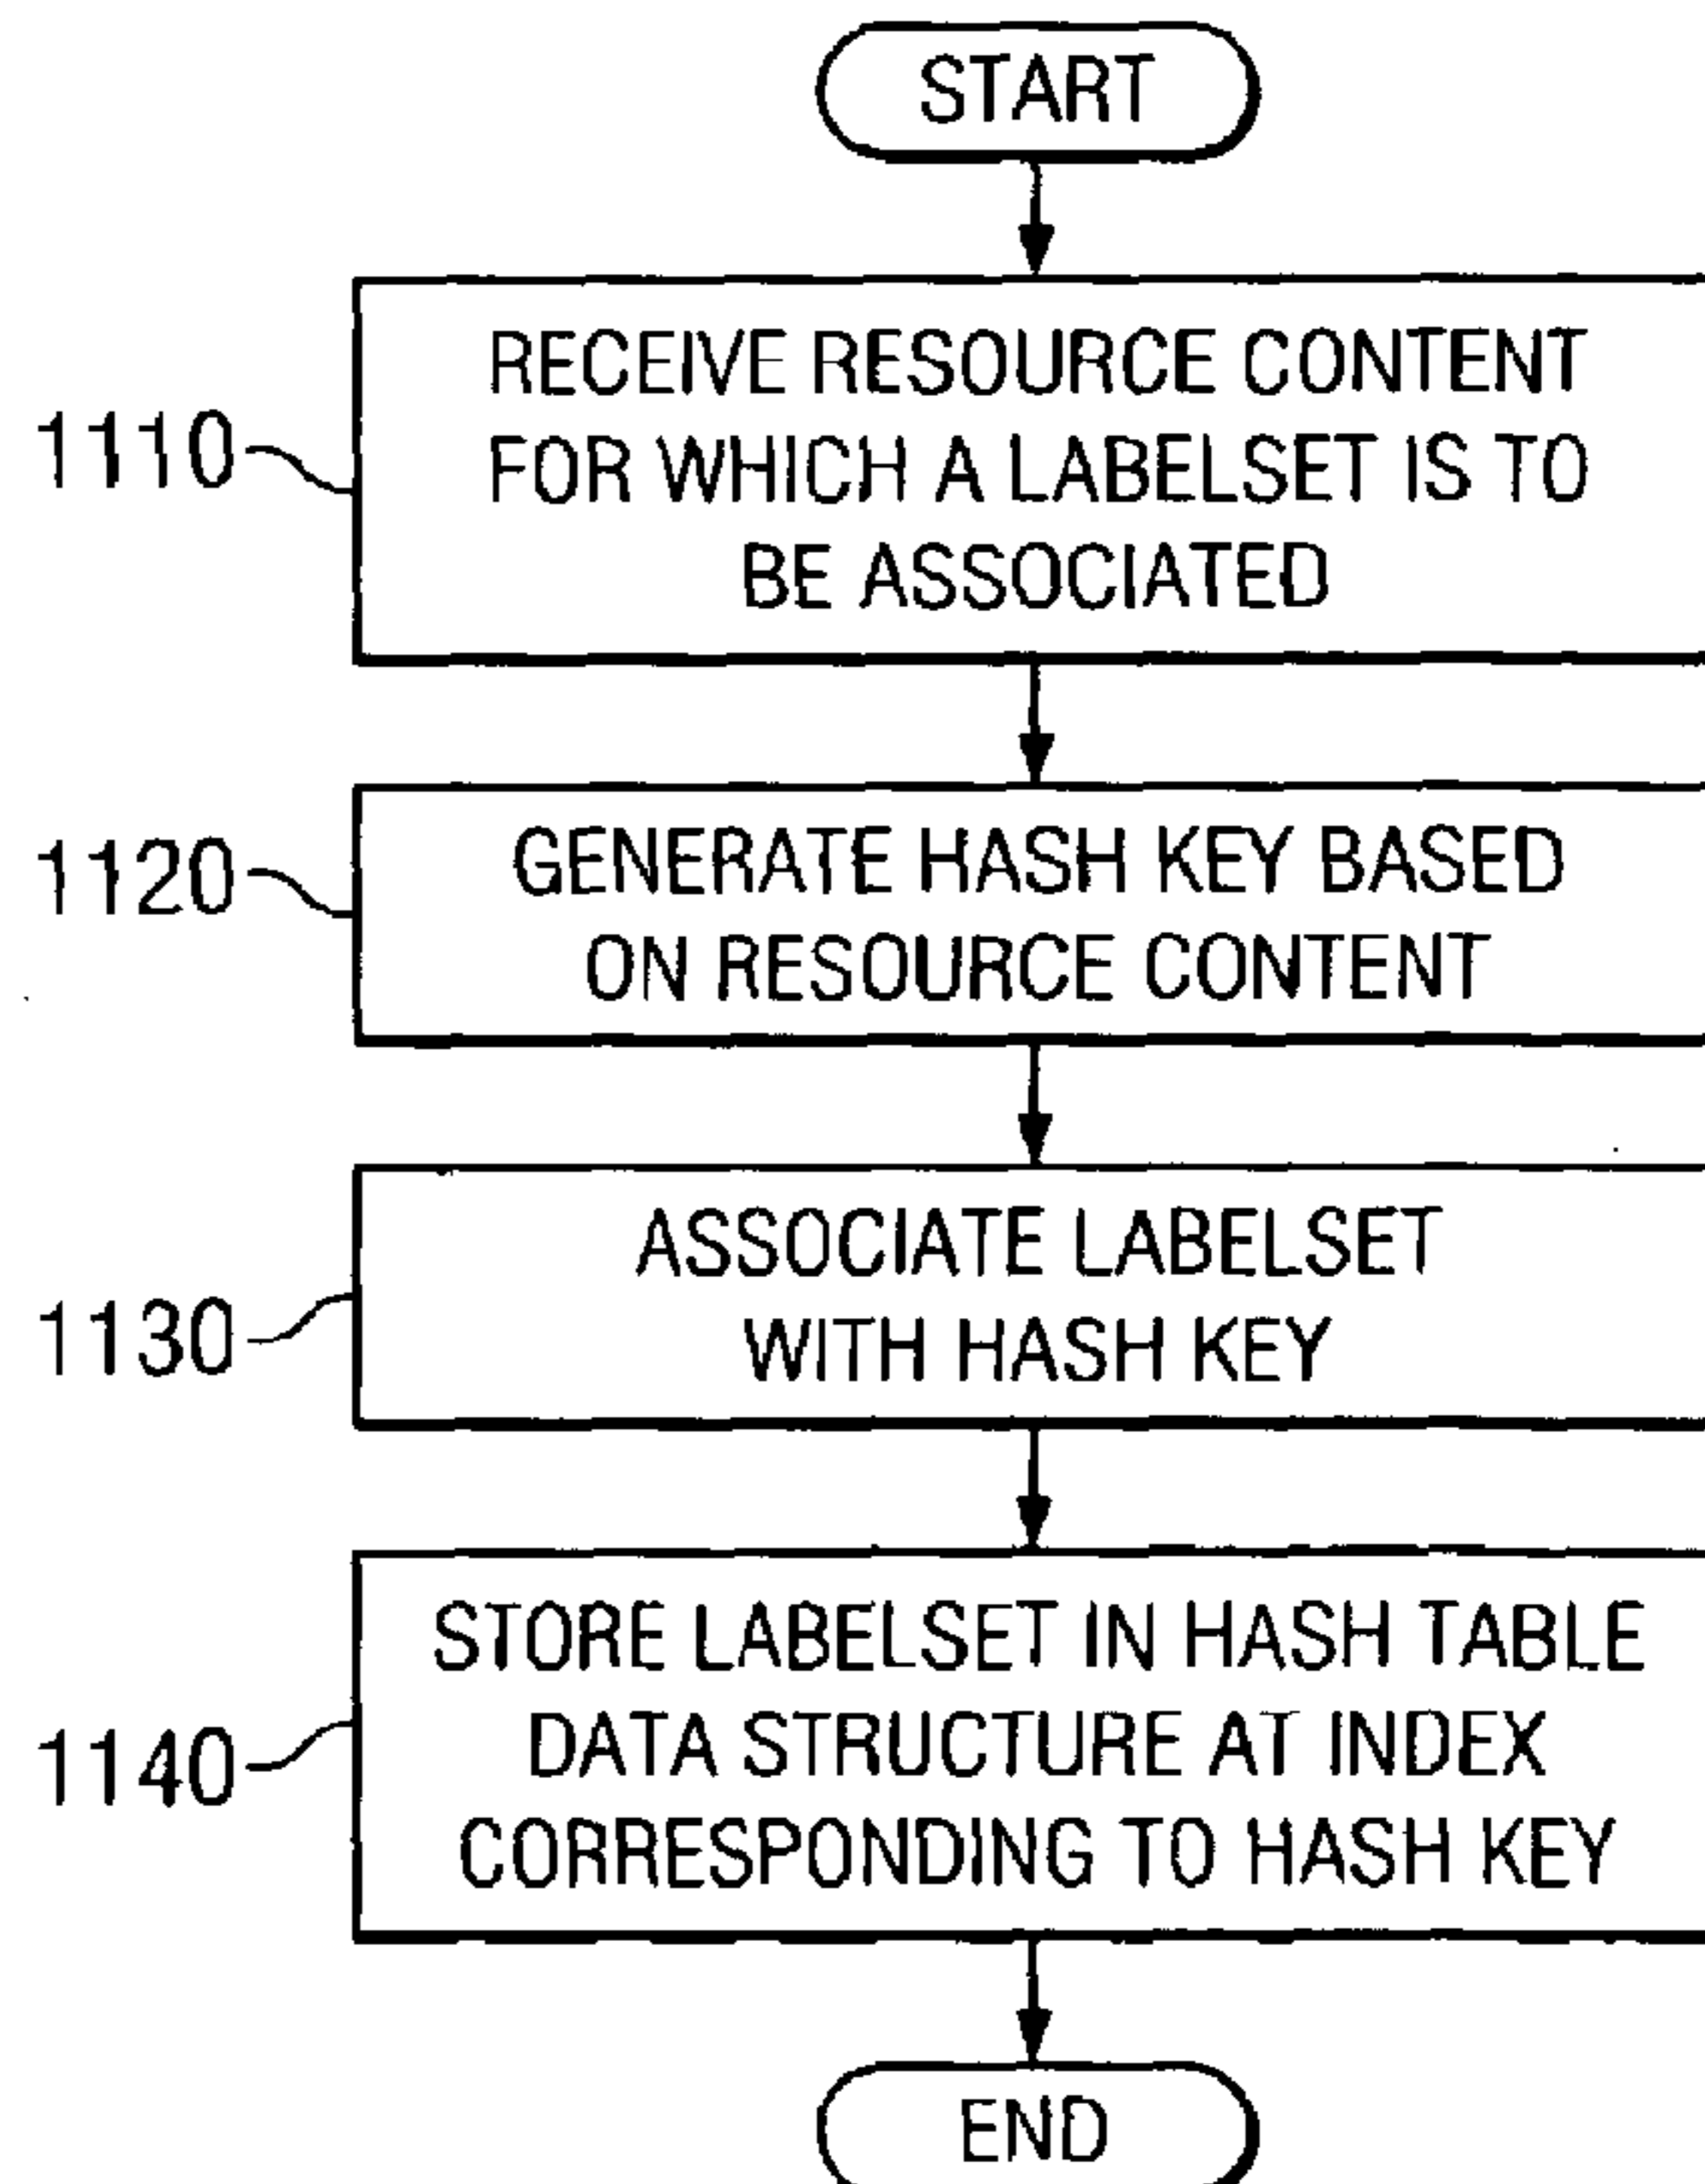 START
1110
RECEIVE RESOURCE CONTENT
FOR WHICH A LABELSET IS TO
BE ASSOCIATED
1120
GENERATE HASH KEY BASED
ON RESOURCE CONTENT
1130
ASSOCIATE LABELSET
WITH HASH KEY
1140
STORE LABELSET IN HASH TABLE
DATA STRUCTURE AT INDEX
CORRESPONDING TO HASH KEY
END